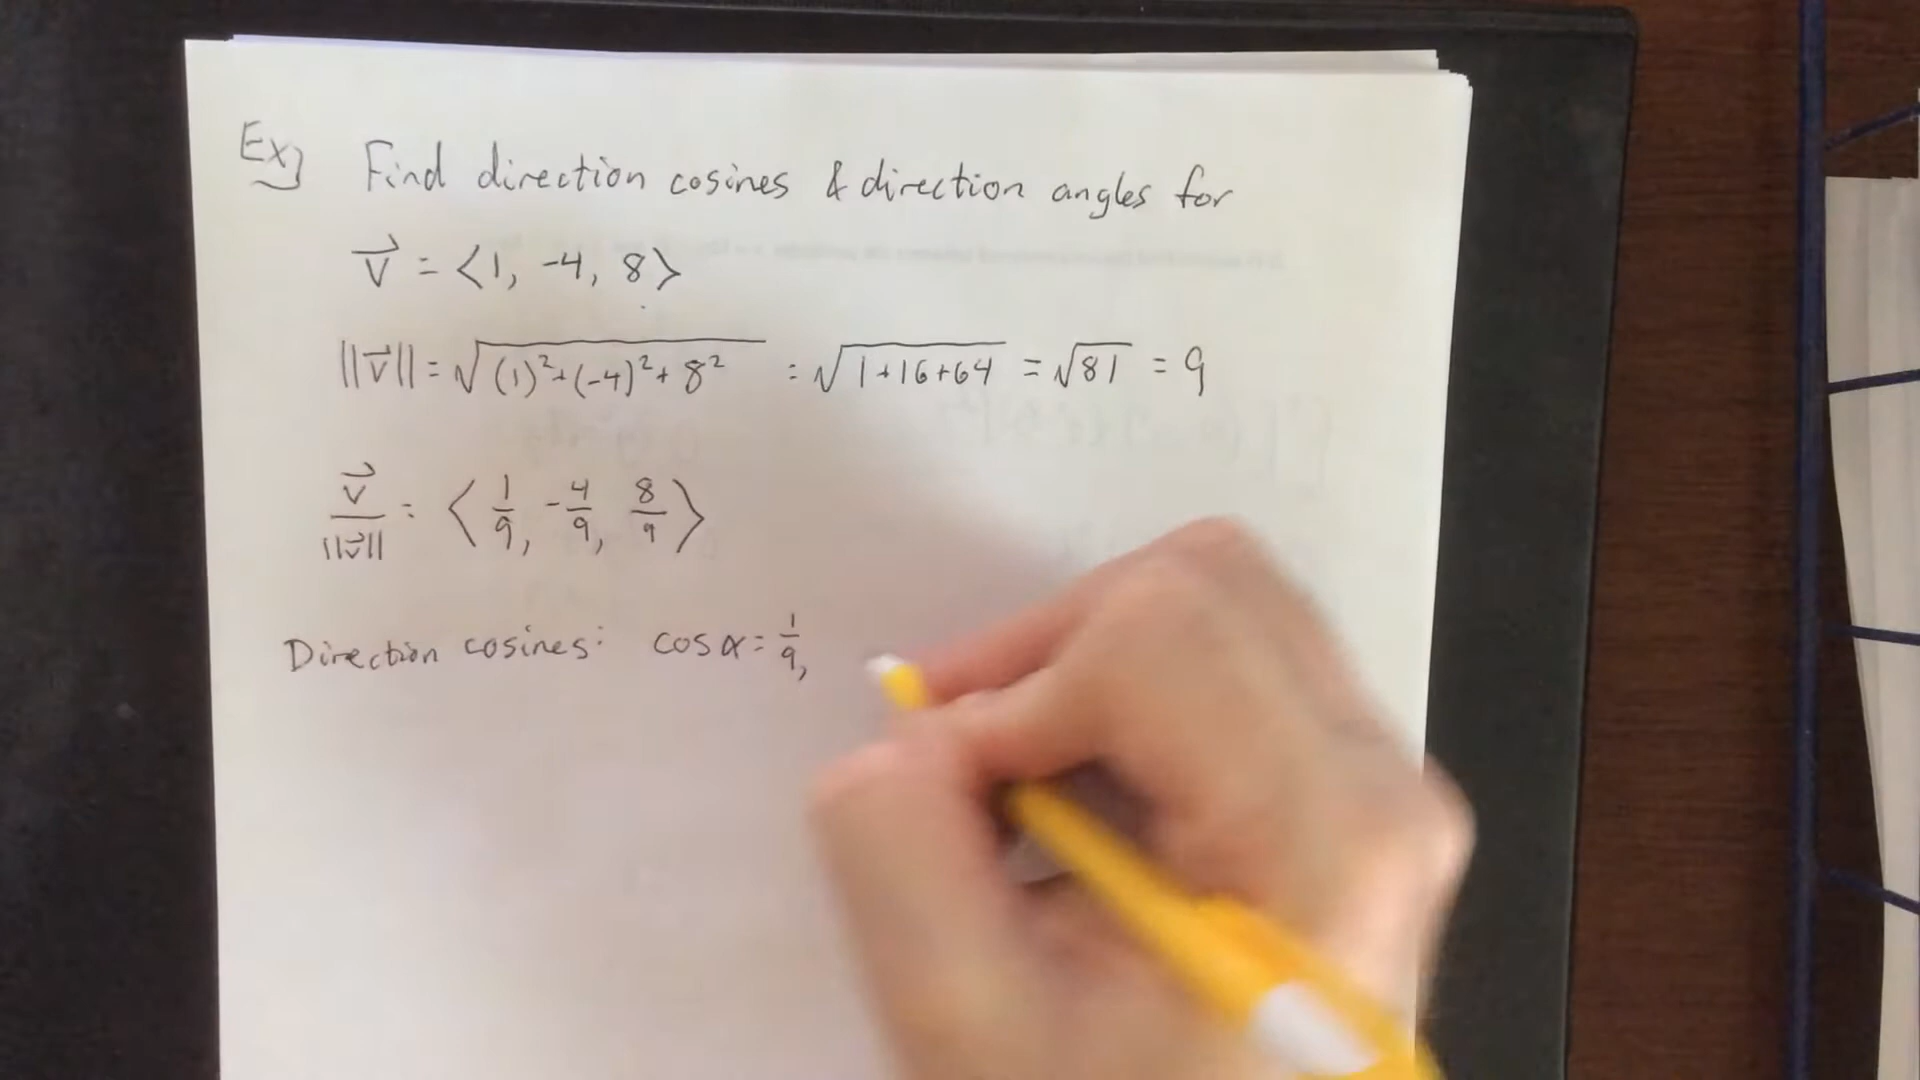 Ex) Find direction cosines & direction angles for
v⃗ = ⟨1, -4, 8⟩
||v⃗|| = √((1)²+(-4)²+8²) = √(1+16+64) = √81 = 9
v⃗/||v⃗|| = ⟨1/9, -4/9, 8/9⟩
Direction cosines: cos α = 1/9,